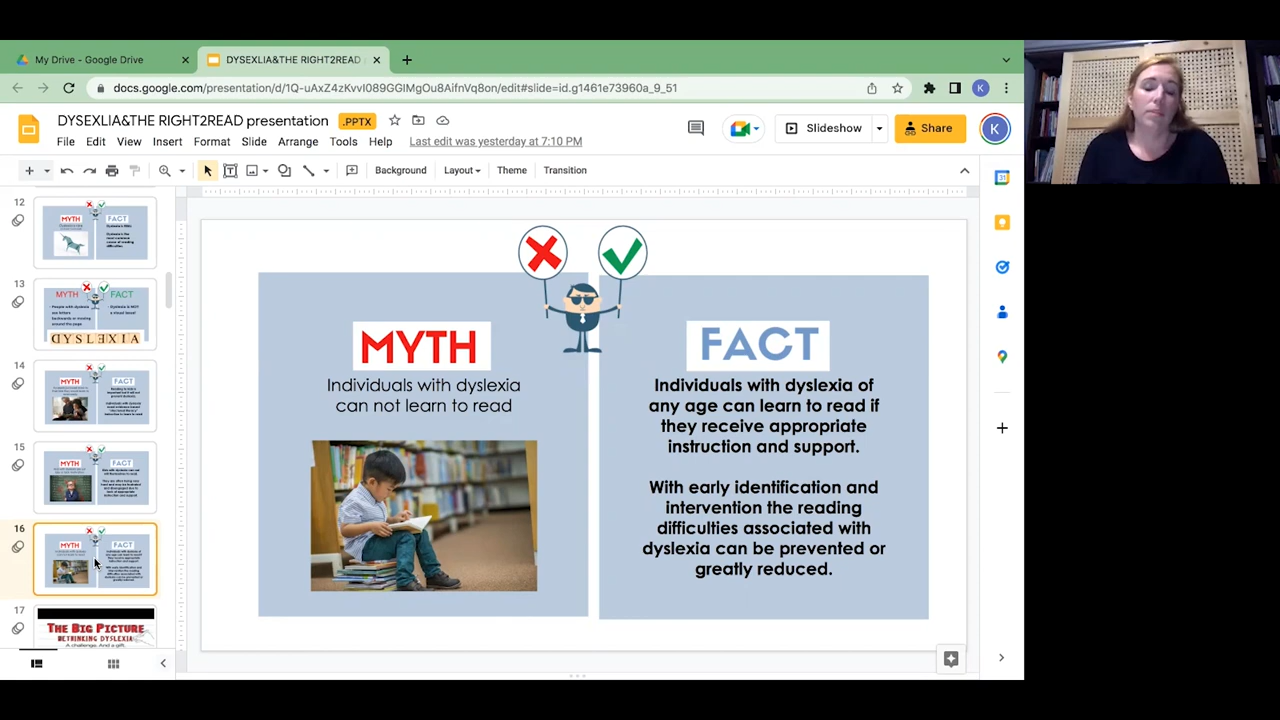 My Drive - Google Drive
DYSEXLIA&THE RIGHT2READ
docs.google.com/presentation/d/1Q-uAxZ4zKvvI089GGIMgOu8AifnVq8on/edit#slide=id.g1461e73960a_9_51
K
DYSEXLIA&THE RIGHT2READ presentation
.PPTX
File Edit View Insert Format Slide Arrange Tools Help
Last edit was yesterday at 7:10 PM
Slideshow
Share
K
Background
Layout
Theme
Transition
12
MYTH
FACT
13
MYTH
FACT
DYSLEXIA
14
MYTH
FACT
15
MYTH
FACT
16
MYTH
FACT
17
THE BIG PICTURE
RETHINKING DYSLEXIA
A challenge. And a gift.
MYTH
Individuals with dyslexia
can not learn to read
FACT
Individuals with dyslexia of
any age can learn to read if
they receive appropriate
instruction and support.
With early identification and
intervention the reading
difficulties associated with
dyslexia can be prevented or
greatly reduced.